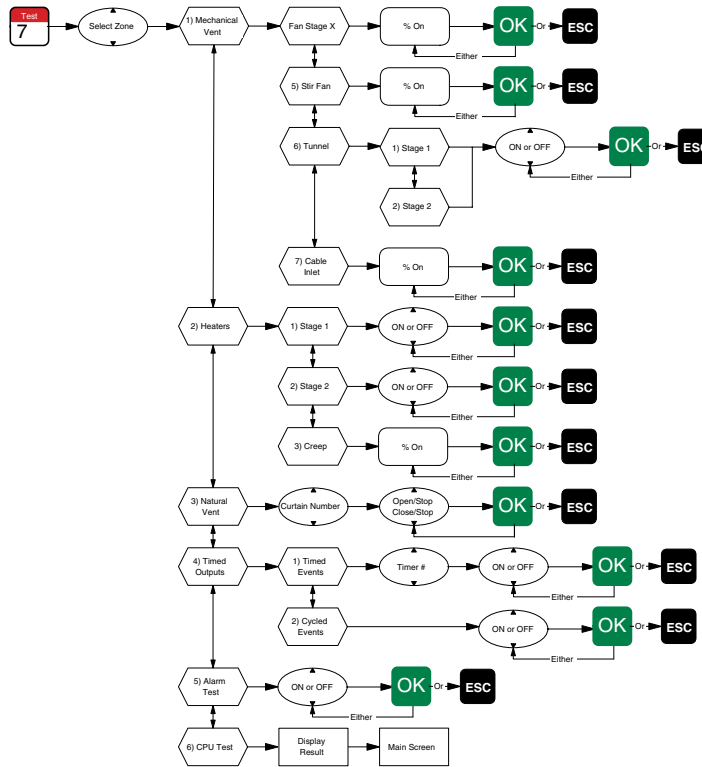 Test
7
Select Zone
1) Mechanical
Vent
Fan Stage X
% On
OK
Or
ESC
Either
5) Stir Fan
% On
OK
Or
ESC
Either
6) Tunnel
1) Stage 1
ON or OFF
OK
Or
ESC
Either
2) Stage 2
7) Cable
Inlet
% On
OK
Or
ESC
Either
2) Heaters
1) Stage 1
ON or OFF
OK
Or
ESC
Either
2) Stage 2
ON or OFF
OK
Or
ESC
Either
3) Creep
% On
OK
Or
ESC
Either
3) Natural
Vent
Curtain Number
Open/Stop
Close/Stop
OK
Or
ESC
4) Timed
Outputs
1) Timed
Events
Timer #
ON or OFF
OK
Or
ESC
Either
2) Cycled
Events
ON or OFF
OK
Or
ESC
Either
5) Alarm
Test
ON or OFF
OK
Or
ESC
Either
6) CPU Test
Display
Result
Main Screen